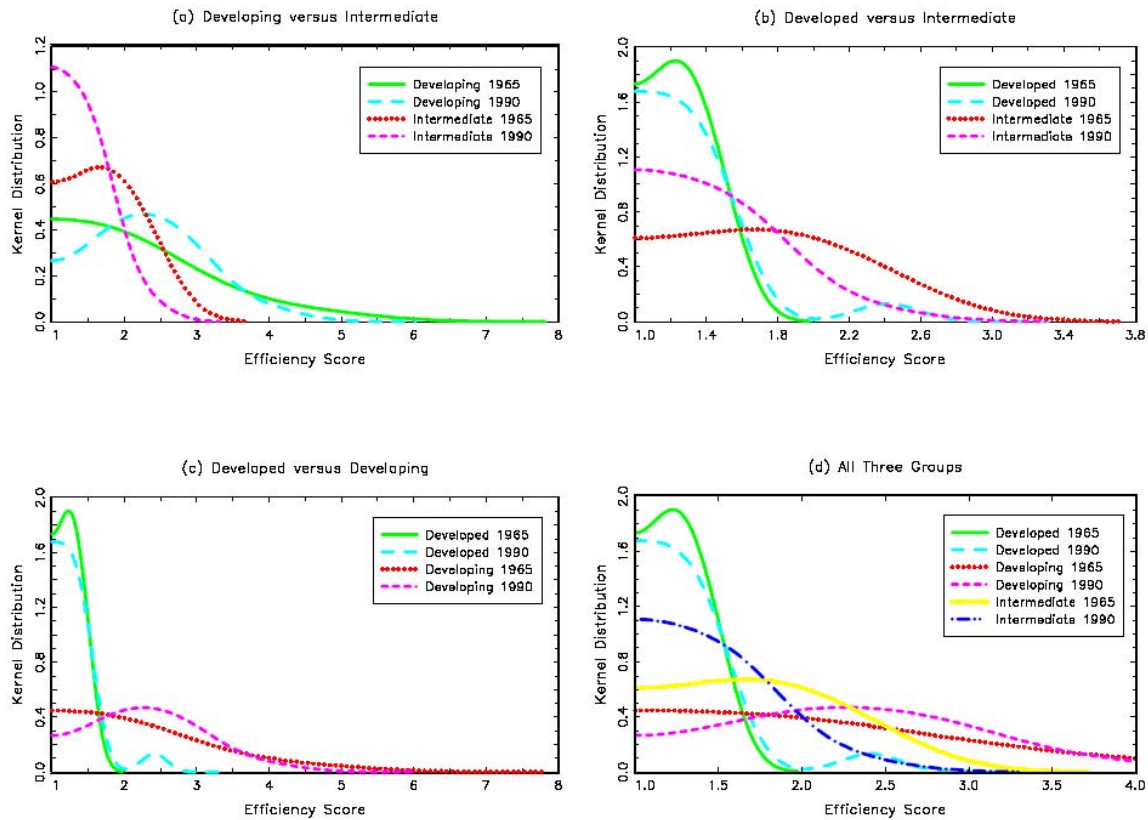 (a) Developing versus Intermediate
Kernel Distribution
1.2
1.0
0.8
0.6
0.4
0.2
0.0
Developing 1965
Developing 1990
Intermediate 1965
Intermediate 1990
1 2 3 4 5 6 7 8
Efficiency Score
(b) Developed versus Intermediate
Kernel Distribution
2.0
1.6
1.2
0.8
0.4
0.0
Developed 1965
Developed 1990
Intermediate 1965
Intermediate 1990
1.0 1.4 1.8 2.2 2.6 3.0 3.4 3.8
Efficiency Score
(c) Developed versus Developing
Kernel Distribution
2.0
1.6
1.2
0.8
0.4
0.0
Developed 1965
Developed 1990
Developing 1965
Developing 1990
1 2 3 4 5 6 7 8
Efficiency Score
(d) All Three Groups
Kernel Distribution
2.0
1.6
1.2
0.8
0.4
0.0
Developed 1965
Developed 1990
Developing 1965
Developing 1990
Intermediate 1965
Intermediate 1990
1.0 1.5 2.0 2.5 3.0 3.5 4.0
Efficiency Score